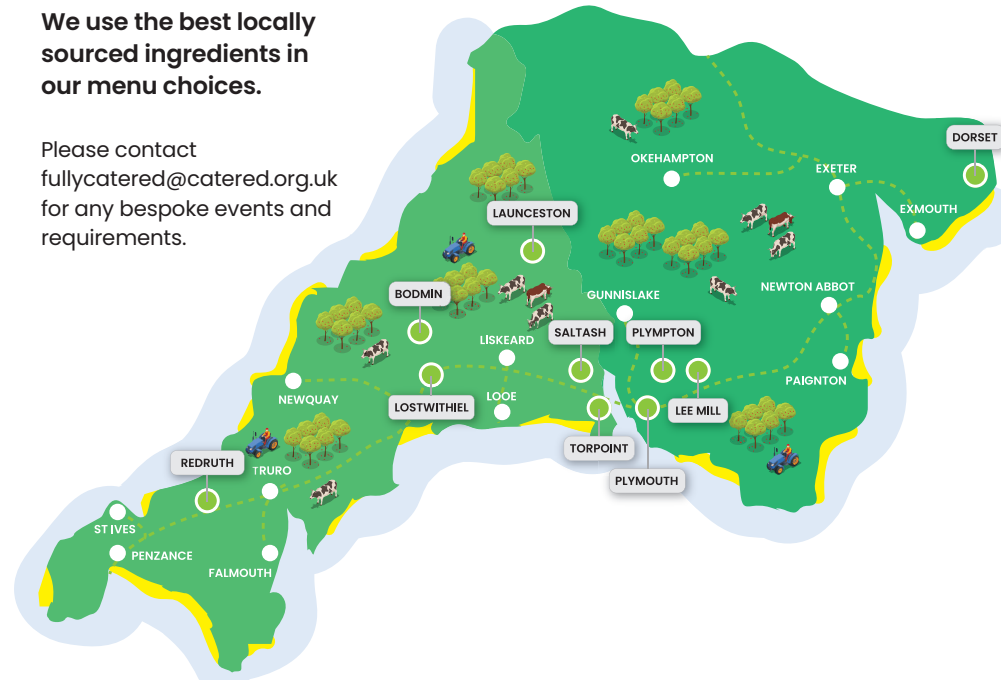 We use the best locally
sourced ingredients in
our menu choices.
Please contact
fullycatered@catered.org.uk
for any bespoke events and
requirements.
DORSET
OKEHAMPTON
EXETER
EXMOUTH
LAUNCESTON
NEWTON ABBOT
BODMIN
GUNNISLAKE
SALTASH
PLYMPTON
LISKEARD
PAIGNTON
NEWQUAY
LOSTWITHIEL
LOOE
LEE MILL
TORPOINT
REDRUTH
TRURO
PLYMOUTH
ST IVES
PENZANCE
FALMOUTH